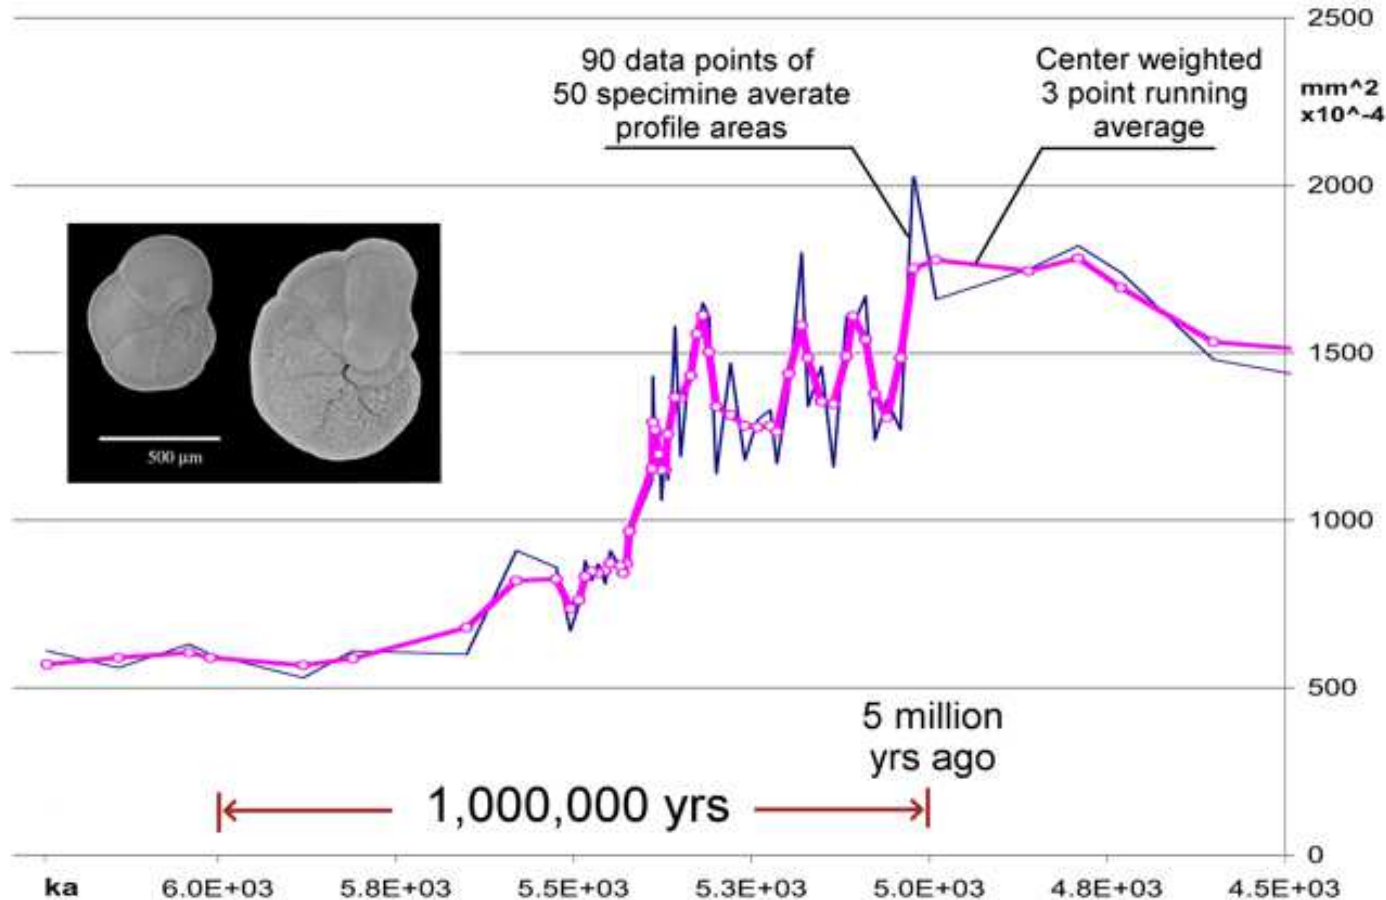 2500
90 data points of
50 specimine averate
profile areas
Center weighted
3 point running
average
mm^2
x10^-4
2000
500 μm
1500
1000
500
5 million
yrs ago
1,000,000 yrs
0
ka 6.0E+03 5.8E+03 5.5E+03 5.3E+03 5.0E+03 4.8E+03 4.5E+03